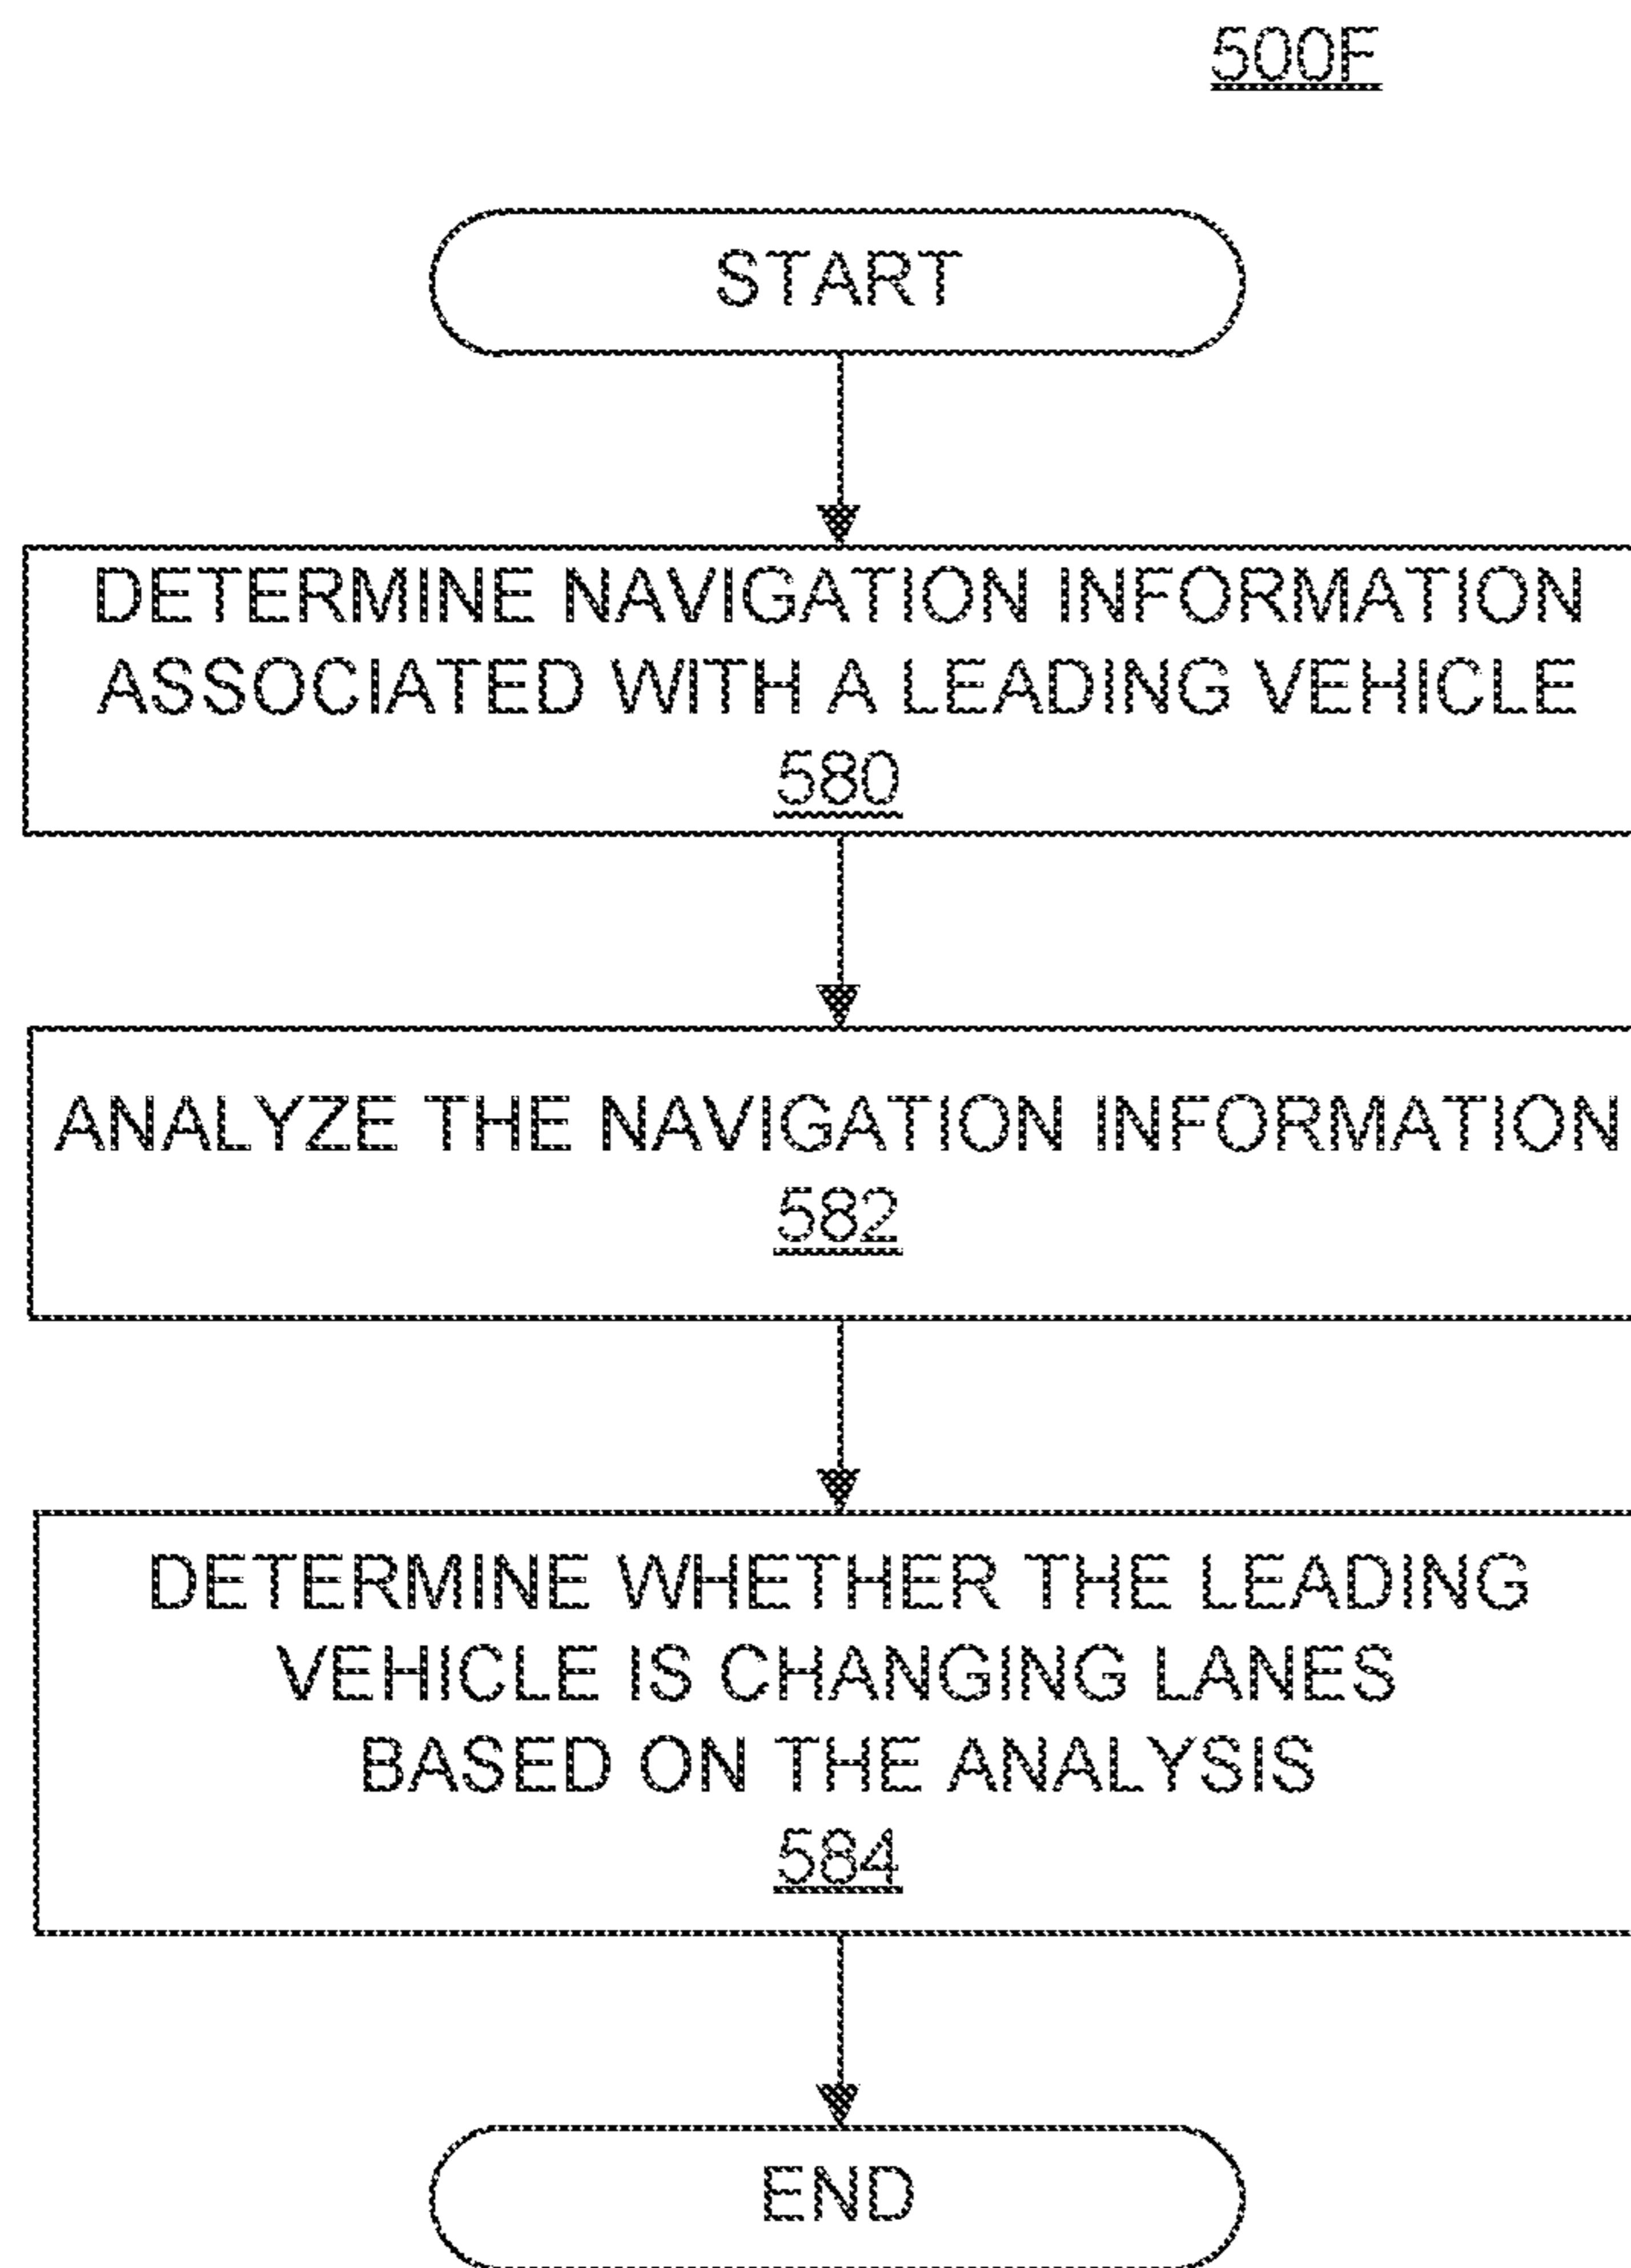 500F
START
DETERMINE NAVIGATION INFORMATION
ASSOCIATED WITH A LEADING VEHICLE
580
ANALYZE THE NAVIGATION INFORMATION
582
DETERMINE WHETHER THE LEADING
VEHICLE IS CHANGING LANES
BASED ON THE ANALYSIS
584
END